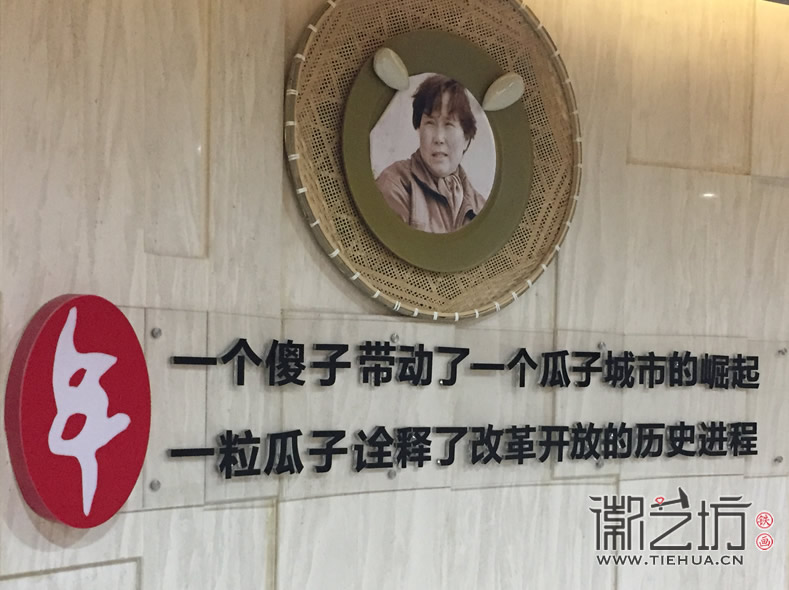 一个傻子带动了一个瓜子城市的崛起
一粒瓜子诠释了改革开放的历史进程
徽艺坊
铁画
WWW.TIEHUA.CN